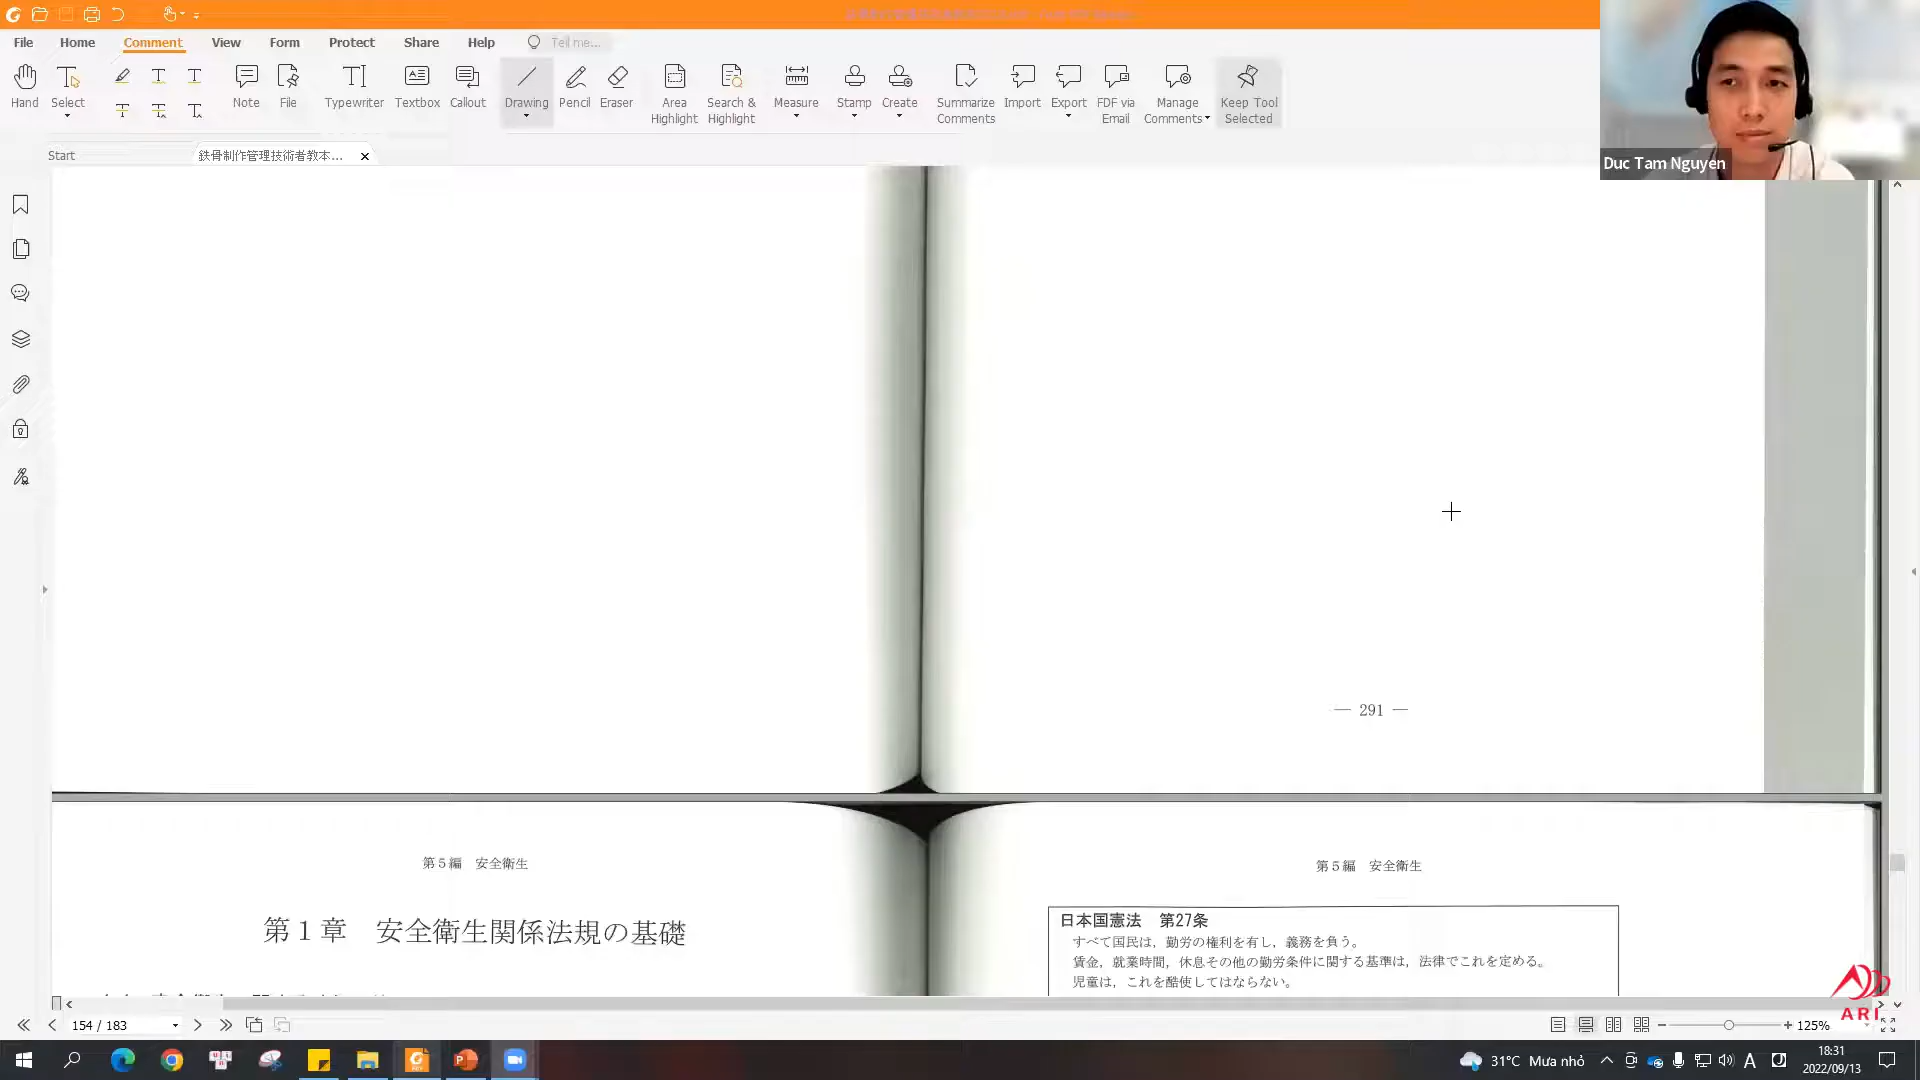 File Home Comment View Form Protect Share Help Tell me...
Hand Select Note File Typewriter Textbox Callout Drawing Pencil Eraser Area Highlight Search & Highlight Measure Stamp Create Summarize Comments Import Export FDF via Email Manage Comments Keep Tool Selected
Duc Tam Nguyen
Start 鉄骨制作管理技術者教本...
— 291 —
第5編 安全衛生
第1章 安全衛生関係法規の基礎
第5編 安全衛生
日本国憲法 第27条
すべて国民は，勤労の権利を有し，義務を負う。
賃金，就業時間，休息その他の勤労条件に関する基準は，法律でこれを定める。
児童は，これを酷使してはならない。
ARI
154 / 183
125%
31°C Mưa nhỏ
A
18:31
2022/09/13